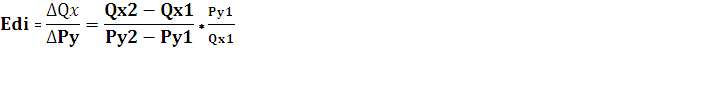 Edi = ΔQx/ΔPy = Qx2 − Qx1/Py2 − Py1 * Py1/Qx1